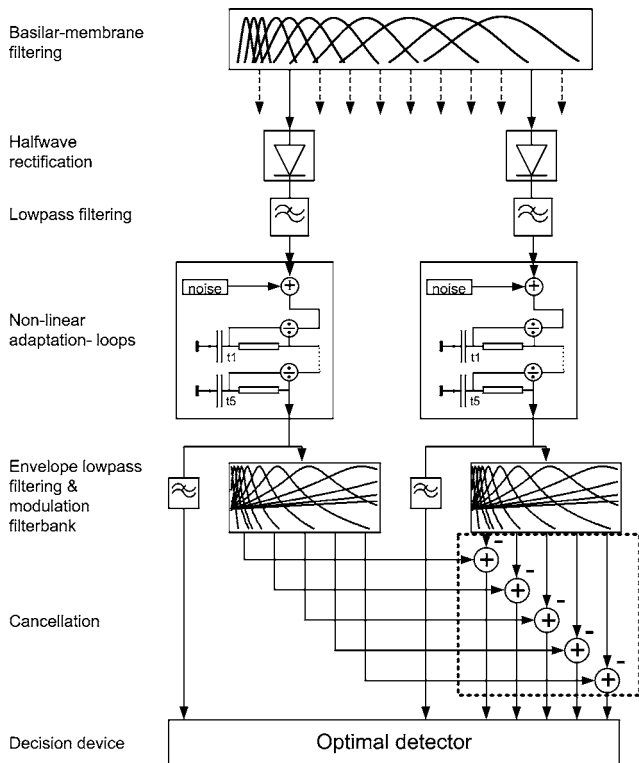 Basilar-membrane
filtering
Halfwave
rectification
Lowpass filtering
Non-linear
adaptation- loops
noise
t1
t5
noise
t1
t5
Envelope lowpass
filtering &
modulation
filterbank
Cancellation
Decision device
Optimal detector